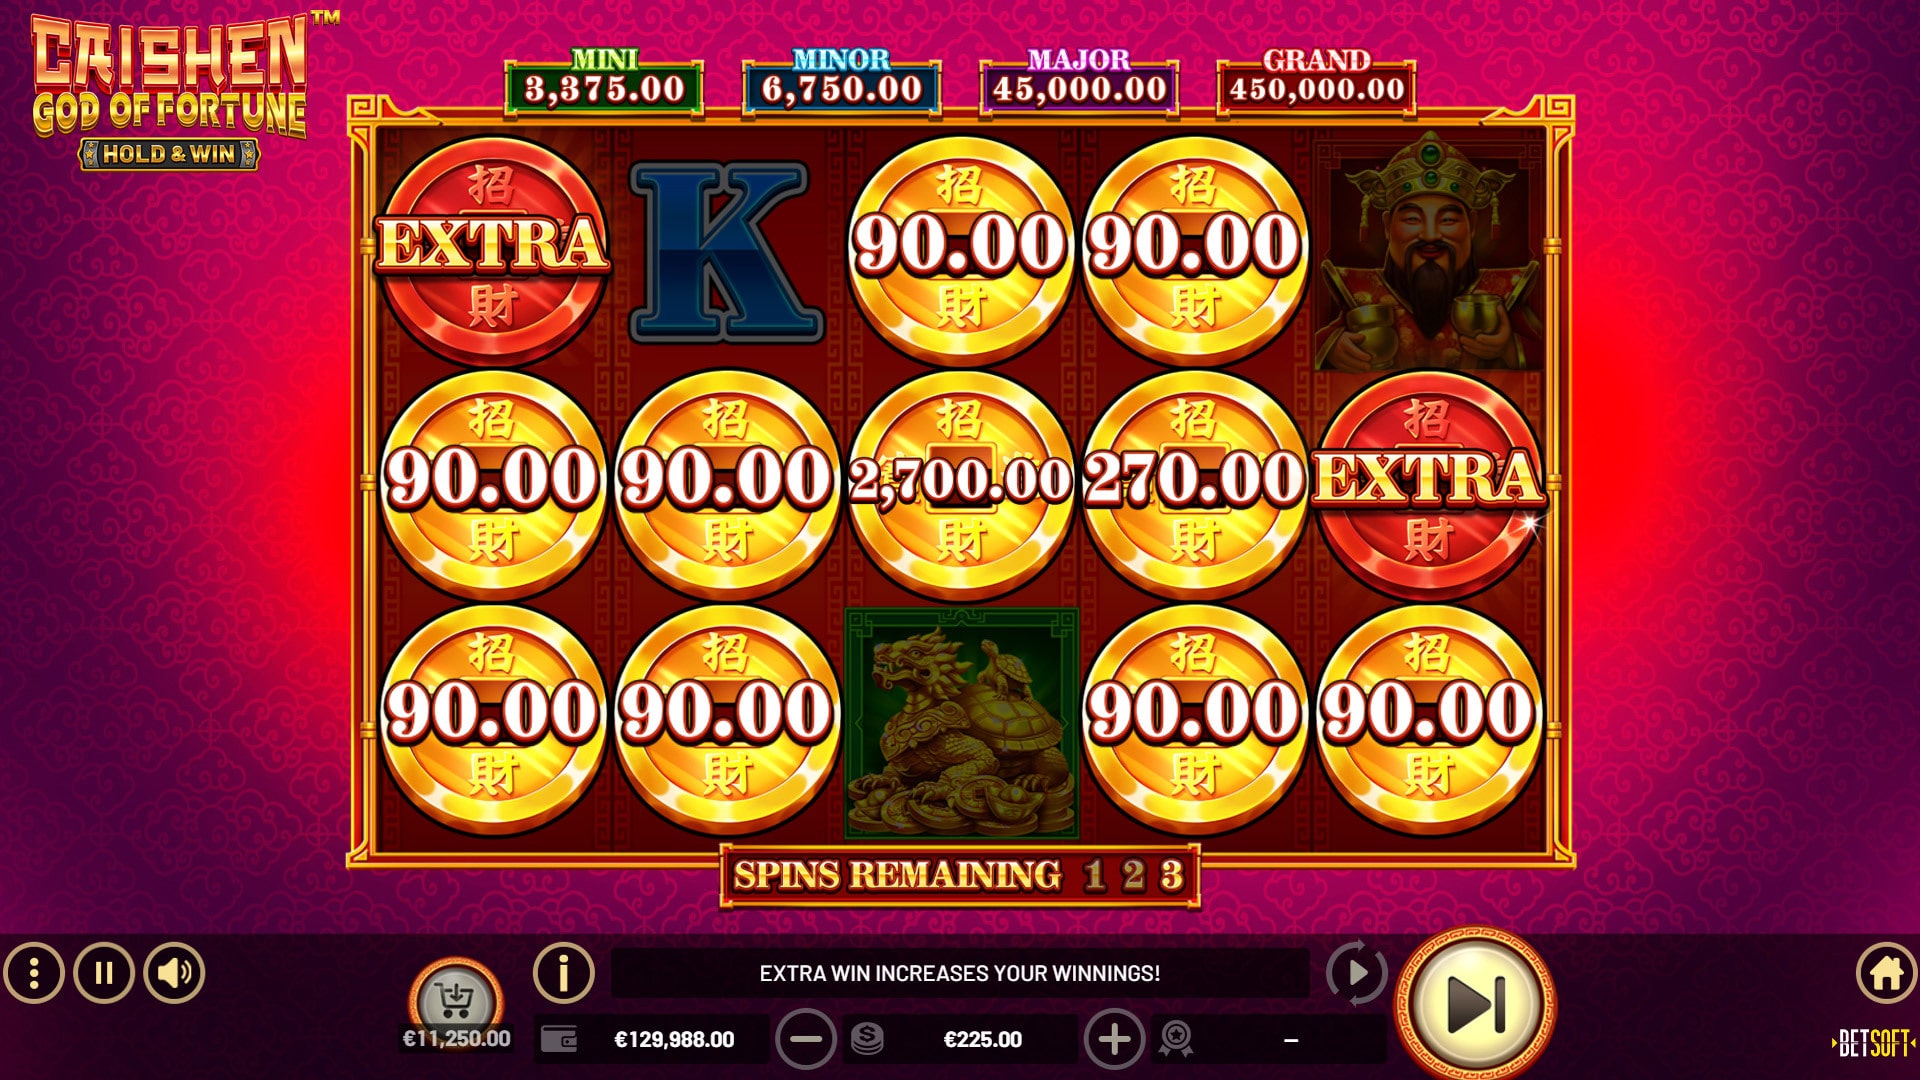 CAISHEN™
GOD OF FORTUNE
HOLD & WIN
MINI
3,375.00
MINOR
6,750.00
MAJOR
45,000.00
GRAND
450,000.00
招
EXTRA
財
K
招
90.00
財
招
90.00
財
招
90.00
財
招
90.00
財
招
2,700.00
財
招
270.00
財
招
EXTRA
財
招
90.00
財
招
90.00
財
招
90.00
財
招
90.00
財
SPINS REMAINING 1 2 3
EXTRA WIN INCREASES YOUR WINNINGS!
€11,250.00
€129,988.00
€225.00
–
BETSOFT